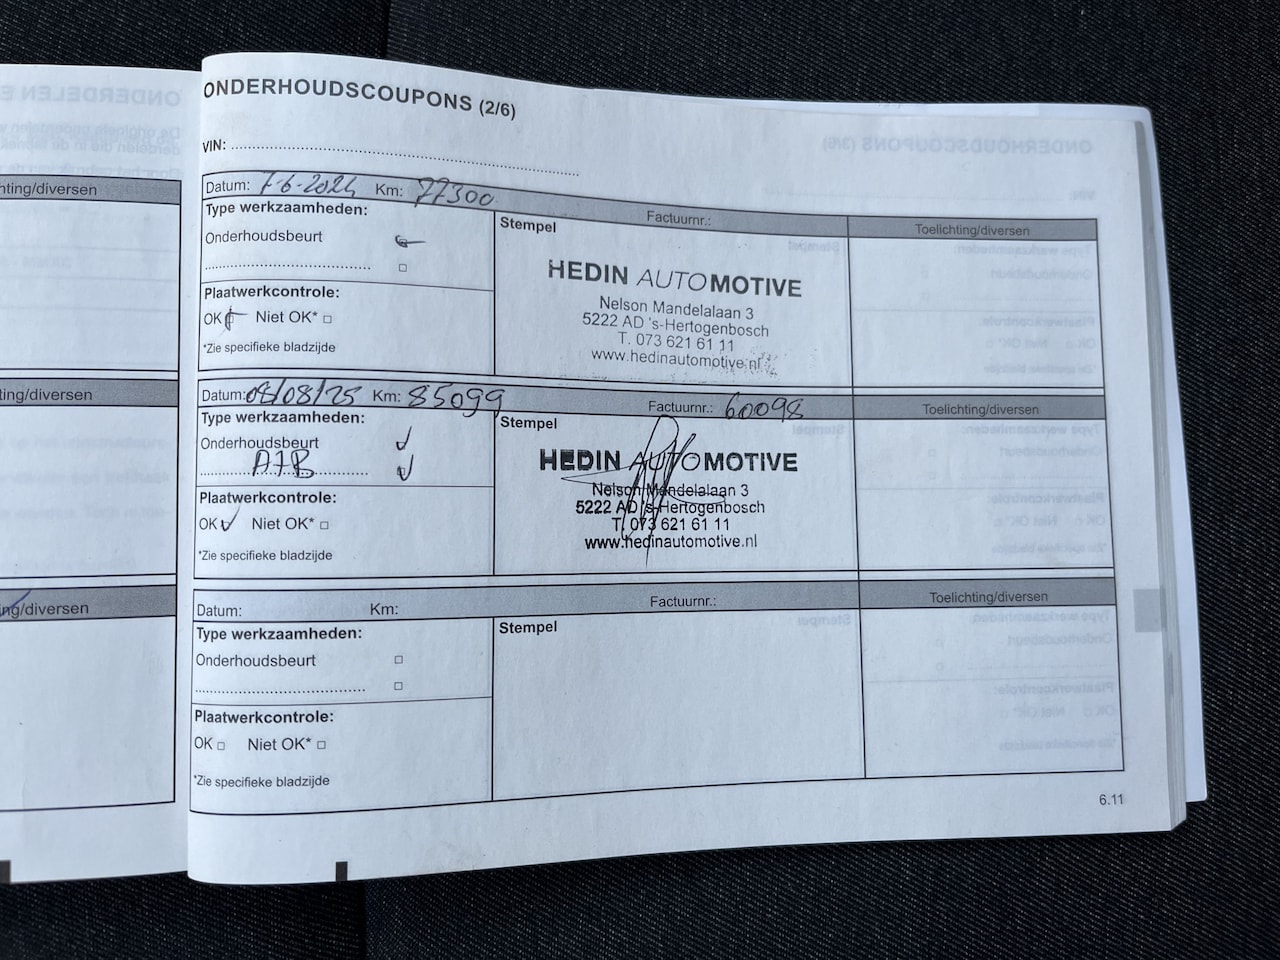 ONDERHOUDSCOUPONS (2/6)
VIN:
Datum: 7-6-2024 Km: 77300 Factuurnr.: Toelichting/diversen
Type werkzaamheden:
Stempel
Onderhoudsbeurt
HEDIN AUTOMOTIVE
Nelson Mandelalaan 3
5222 AD 's-Hertogenbosch
T. 073 621 61 11
www.hedinautomotive.nl
Plaatwerkcontrole:
OK Niet OK*
*Zie specifieke bladzijde
Datum: 08/08/25 Km: 85099 Factuurnr.: 60098 Toelichting/diversen
Type werkzaamheden:
Stempel
Onderhoudsbeurt
HEDIN AUTOMOTIVE
Nelson Mandelalaan 3
5222 AD 's-Hertogenbosch
T. 073 621 61 11
www.hedinautomotive.nl
Plaatwerkcontrole:
OK Niet OK*
*Zie specifieke bladzijde
Datum: Km: Factuurnr.: Toelichting/diversen
Type werkzaamheden:
Stempel
Onderhoudsbeurt
Plaatwerkcontrole:
OK Niet OK*
*Zie specifieke bladzijde
6.11